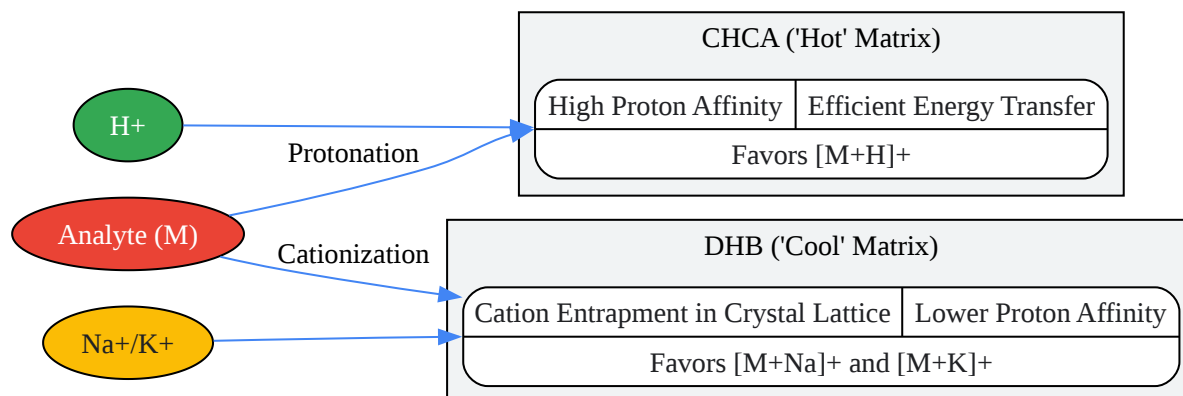 CHCA ('Hot' Matrix)
H+
High Proton Affinity
Efficient Energy Transfer
Favors [M+H]+
Protonation
Analyte (M)
Cationization
DHB ('Cool' Matrix)
Na+/K+
Cation Entrapment in Crystal Lattice
Lower Proton Affinity
Favors [M+Na]+ and [M+K]+